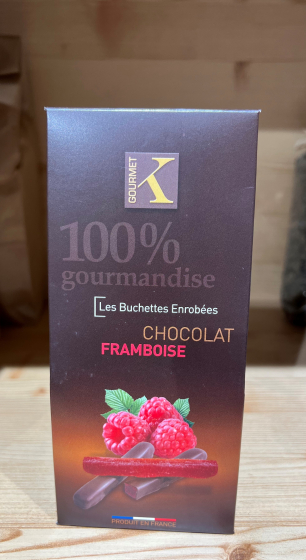 GOURMET
K
100%
gourmandise
Les Buchettes Enrobées
CHOCOLAT
FRAMBOISE
PRODUIT EN FRANCE